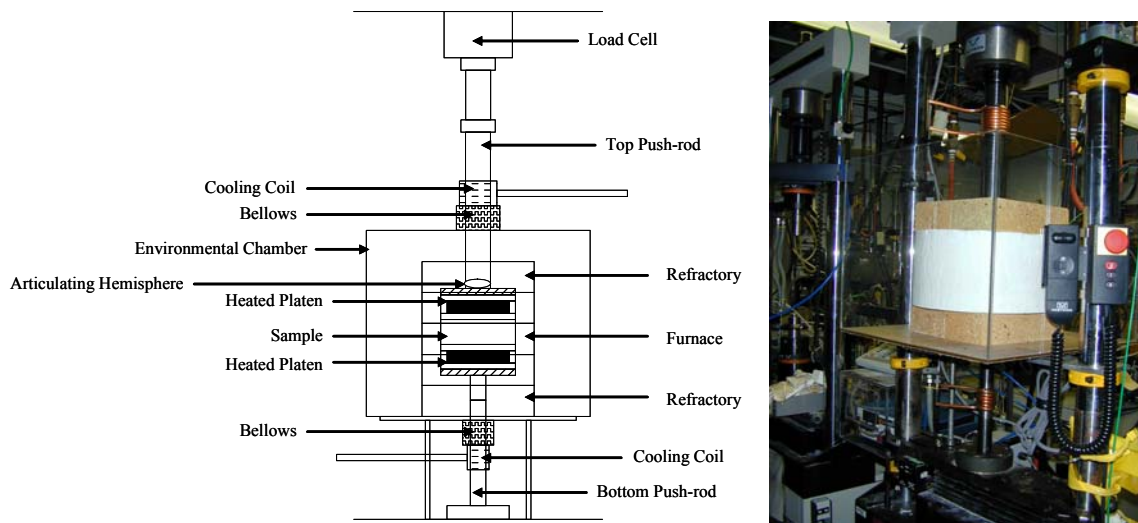 Load Cell
Top Push-rod
Cooling Coil
Bellows
Environmental Chamber
Articulating Hemisphere
Refractory
Heated Platen
Sample
Furnace
Heated Platen
Refractory
Bellows
Cooling Coil
Bottom Push-rod